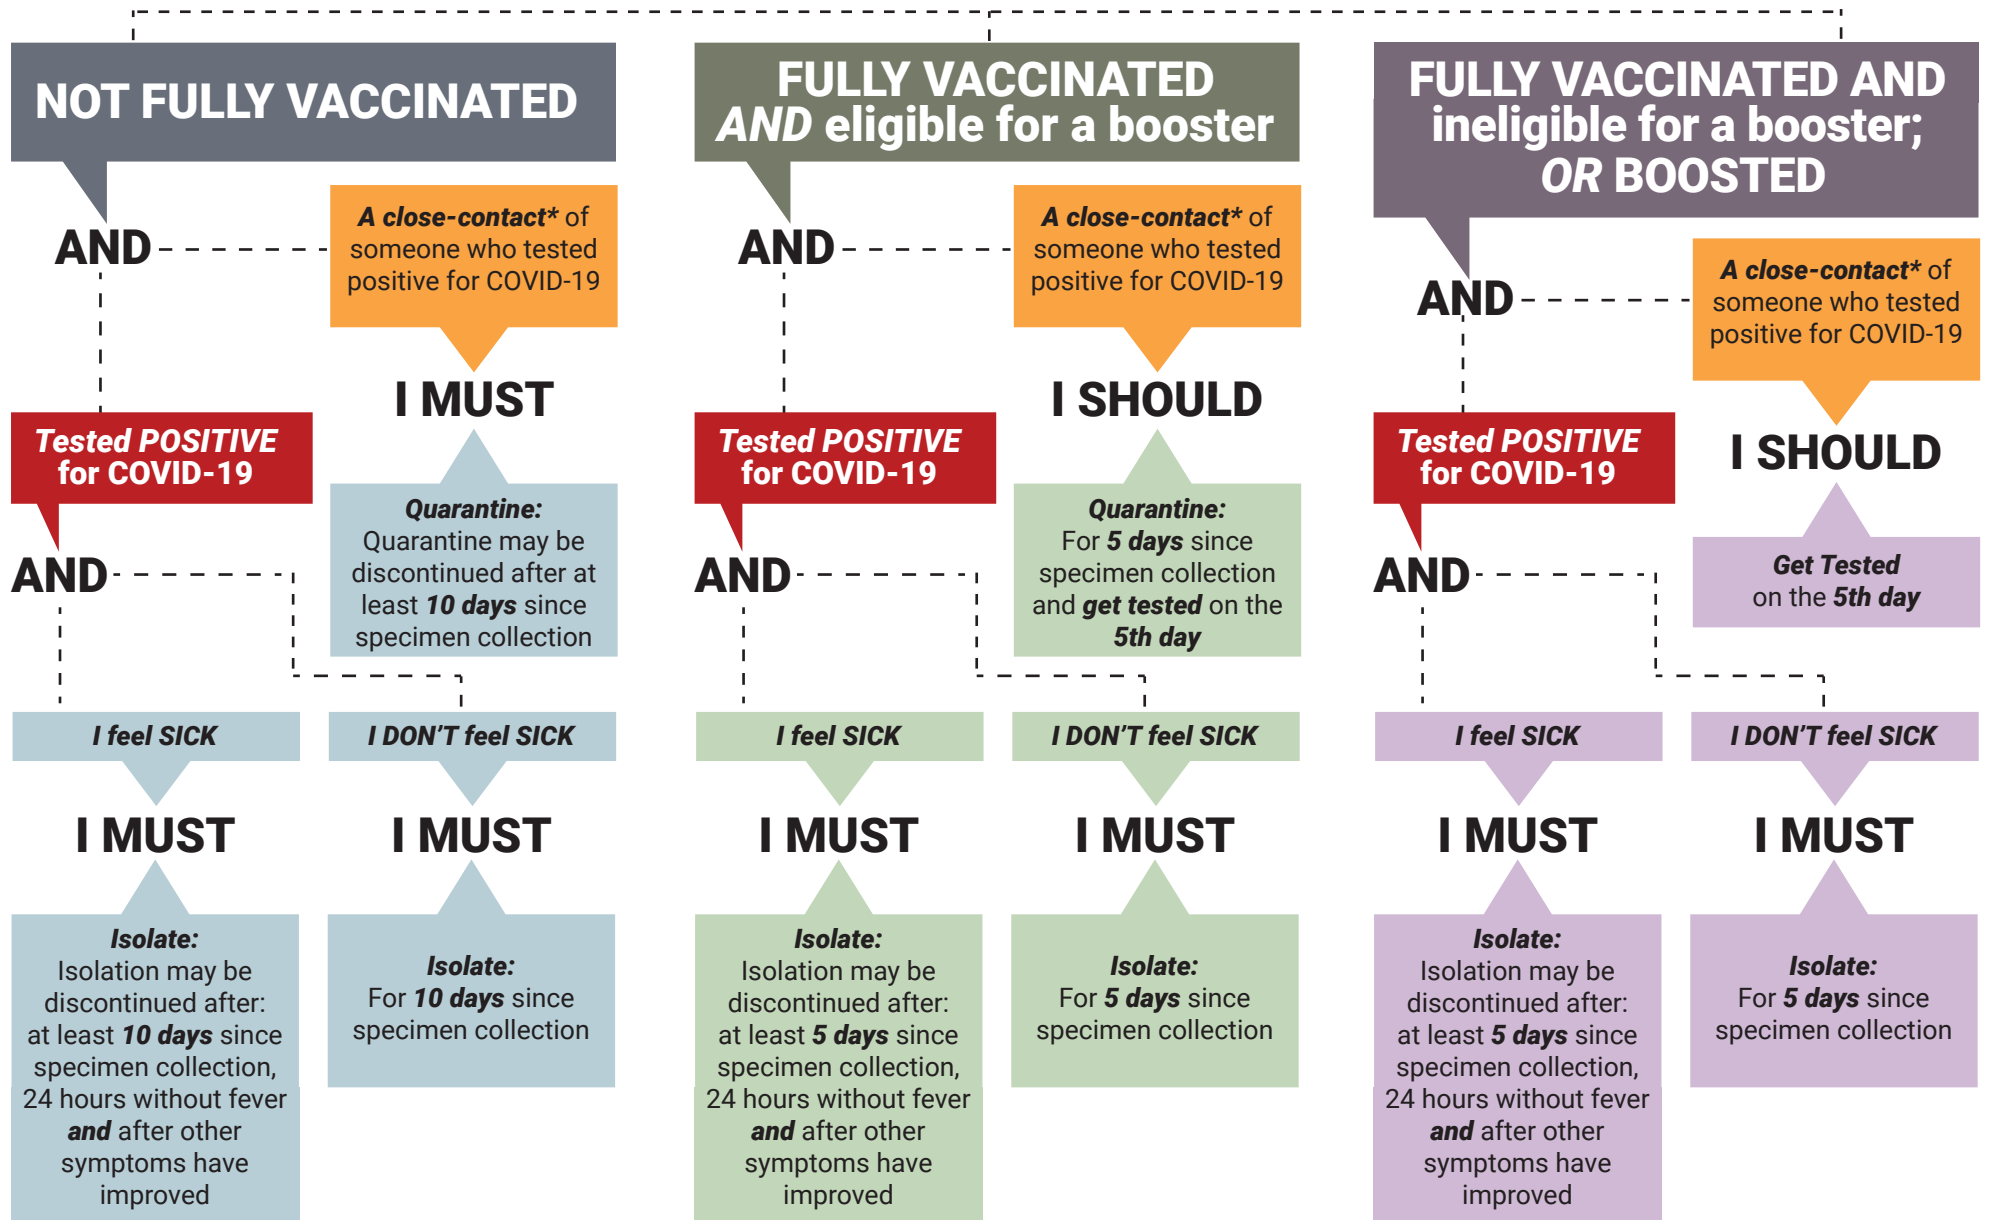 NOT FULLY VACCINATED
AND
A close-contact* of
someone who tested
positive for COVID-19
I MUST
Quarantine:
Quarantine may be
discontinued after at
least 10 days since
specimen collection
Tested POSITIVE
for COVID-19
AND
I feel SICK
I MUST
Isolate:
Isolation may be
discontinued after:
at least 10 days since
specimen collection,
24 hours without fever
and after other
symptoms have
improved
I DON'T feel SICK
I MUST
Isolate:
For 10 days since
specimen collection
FULLY VACCINATED
AND eligible for a booster
AND
A close-contact* of
someone who tested
positive for COVID-19
I SHOULD
Quarantine:
For 5 days since
specimen collection
and get tested on the
5th day
Tested POSITIVE
for COVID-19
AND
I feel SICK
I MUST
Isolate:
Isolation may be
discontinued after:
at least 5 days since
specimen collection,
24 hours without fever
and after other
symptoms have
improved
I DON'T feel SICK
I MUST
Isolate:
For 5 days since
specimen collection
FULLY VACCINATED AND
ineligible for a booster;
OR BOOSTED
AND
A close-contact* of
someone who tested
positive for COVID-19
I SHOULD
Get Tested
on the 5th day
Tested POSITIVE
for COVID-19
AND
I feel SICK
I MUST
Isolate:
Isolation may be
discontinued after:
at least 5 days since
specimen collection,
24 hours without fever
and after other
symptoms have
improved
I DON'T feel SICK
I MUST
Isolate:
For 5 days since
specimen collection